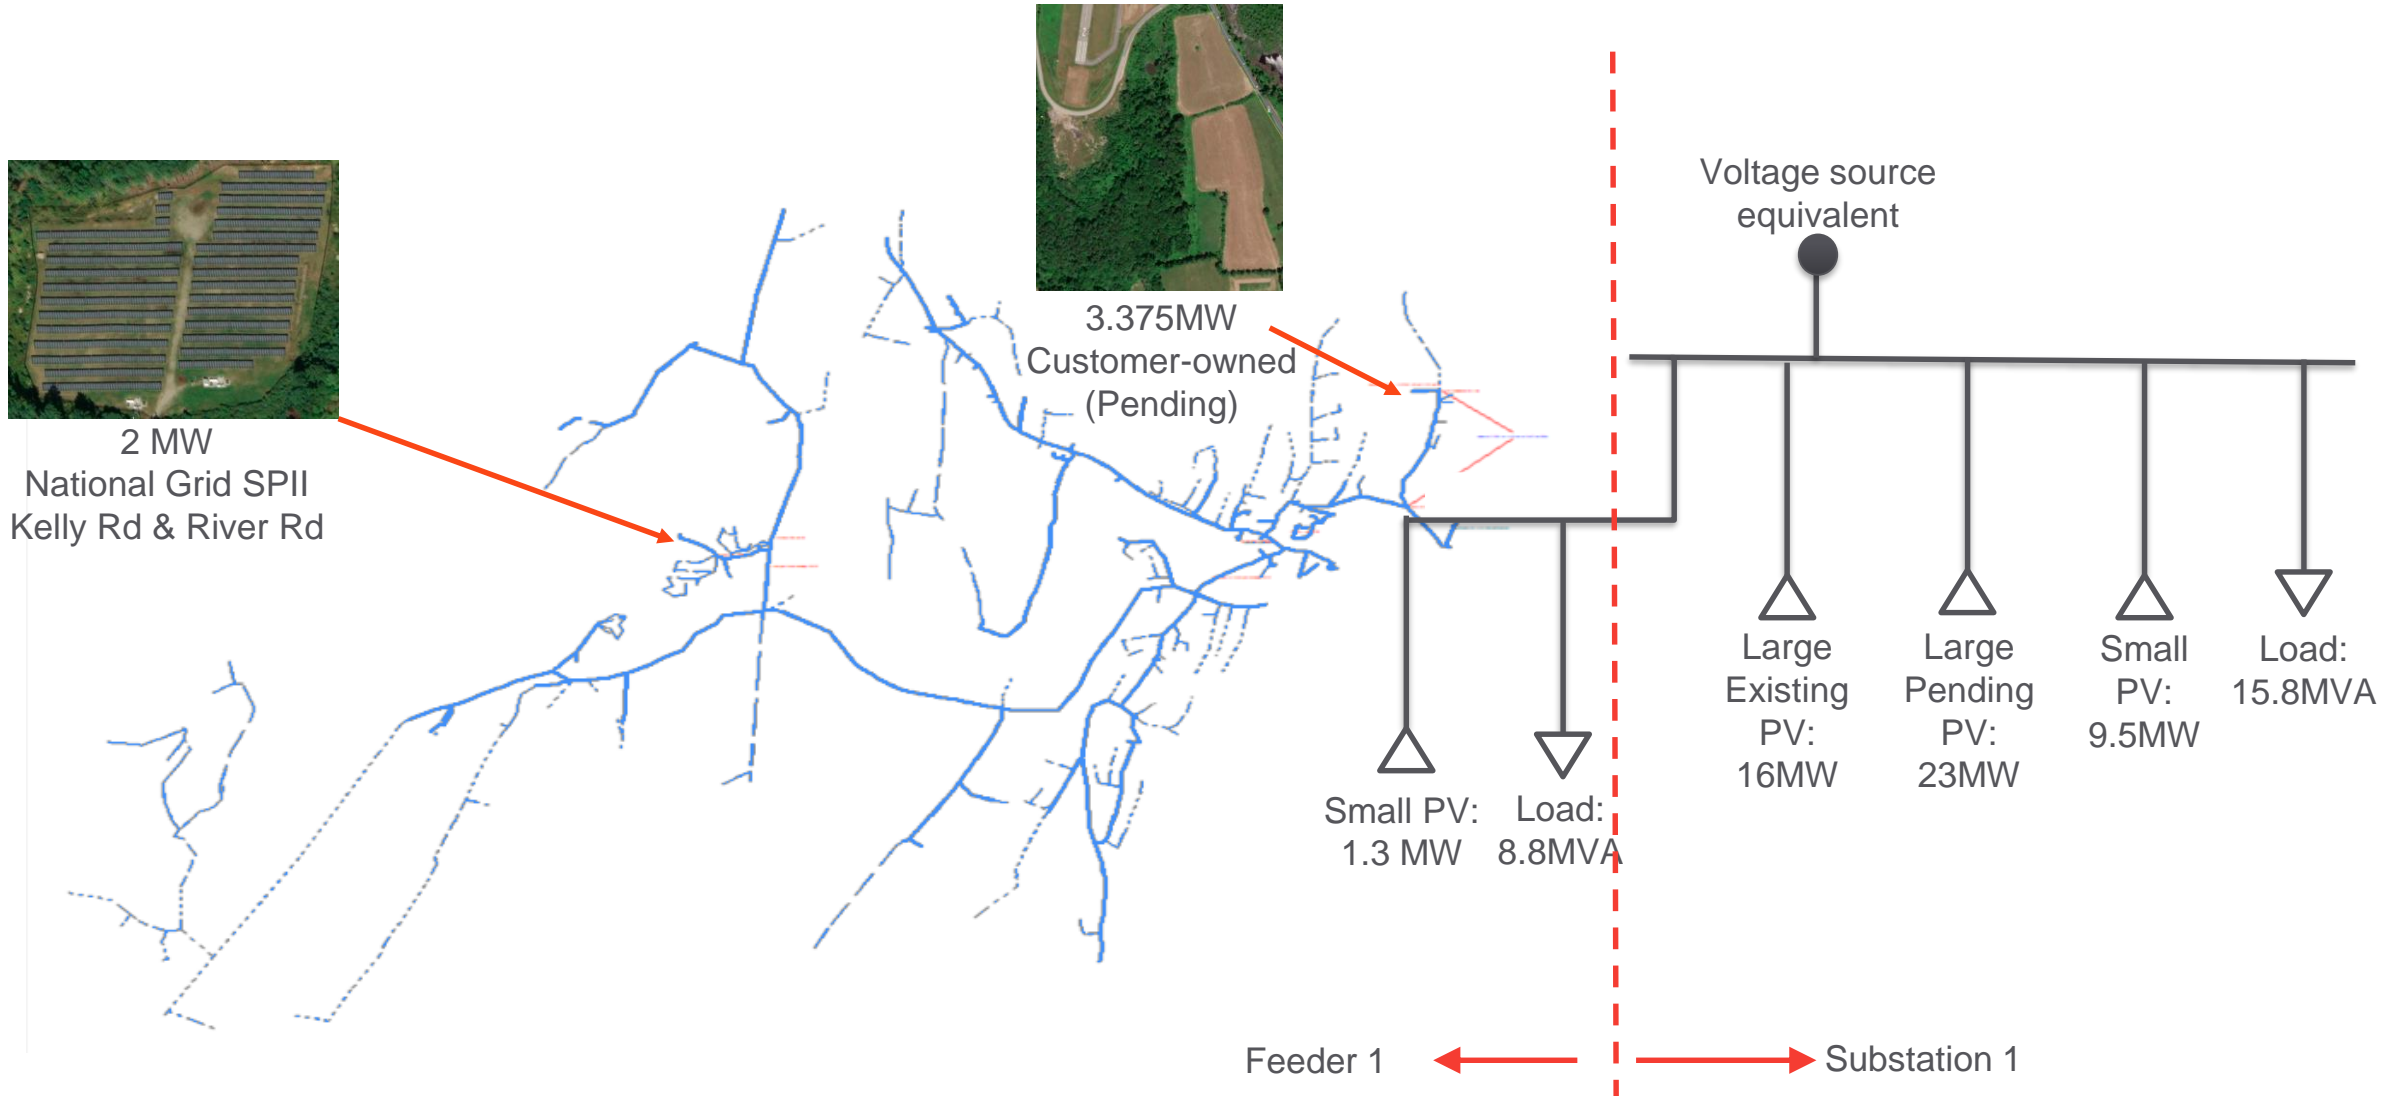 Voltage source
equivalent
3.375MW
Customer-owned
(Pending)
2 MW
National Grid SPII
Kelly Rd & River Rd
Large
Existing
PV:
16MW
Large
Pending
PV:
23MW
Small
PV:
9.5MW
Load:
15.8MVA
Small PV:
1.3 MW
Load:
8.8MVA
Feeder 1
Substation 1